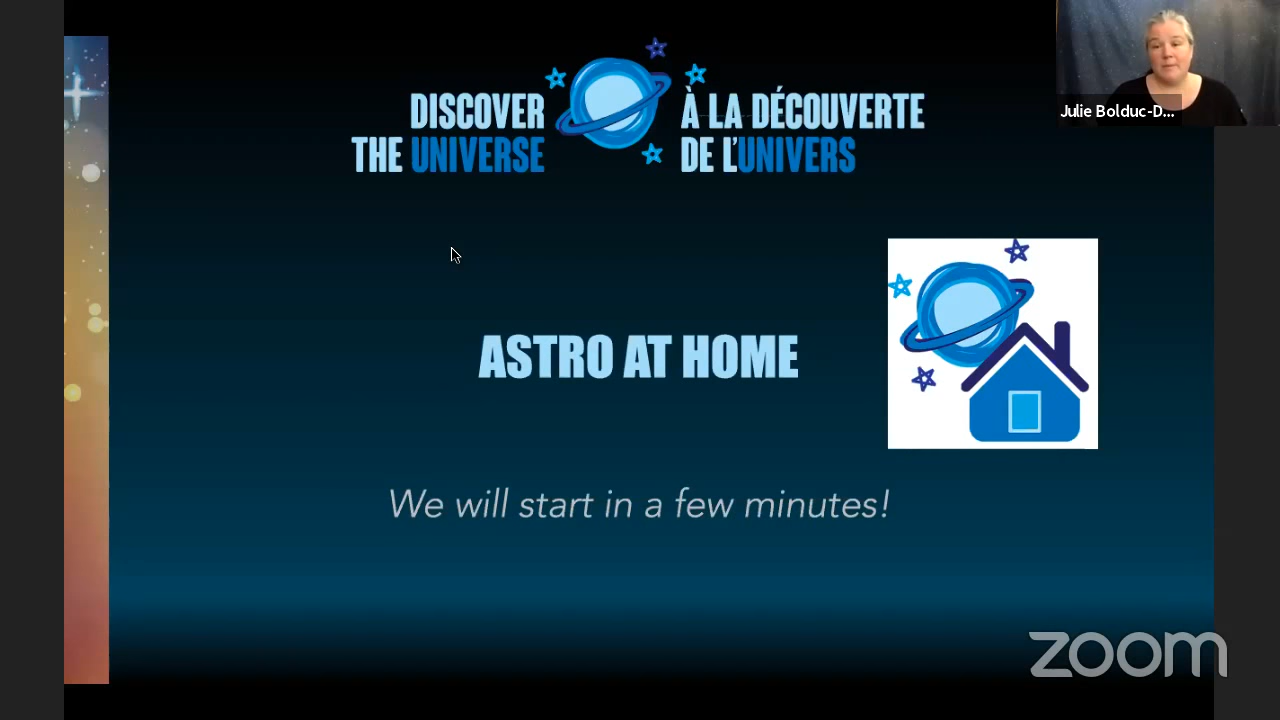 DISCOVER
THE UNIVERSE
À LA DÉCOUVERTE
DE L'UNIVERS
Julie Bolduc-D...
ASTRO AT HOME
We will start in a few minutes!
zoom